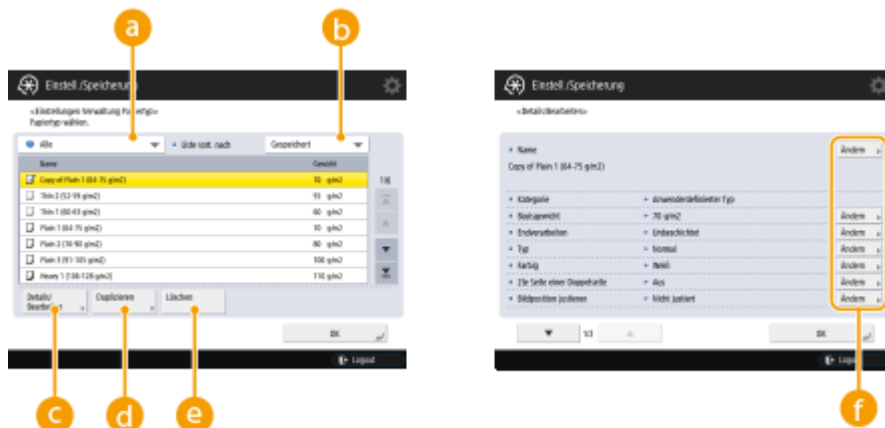 a
b
Einstell./Speicherung
<Einstellungen Verwaltung Papiertyp>
Papiertyp wählen.
Alle
Liste sort. nach
Gespeichert
Name
Gewicht
Copy of Plain 1 (64-75 g/m2) 70 g/m2
1/6
Thin 2 (52-59 g/m2) 55 g/m2
Thin 1 (60-63 g/m2) 60 g/m2
Plain 1 (64-75 g/m2) 70 g/m2
Plain 2 (76-90 g/m2) 80 g/m2
Plain 3 (91-105 g/m2) 100 g/m2
Heavy 1 (106-128 g/m2) 110 g/m2
Details/
Bearbeiten
Duplizieren
Löschen
OK
Logout
c
d
e
Einstell./Speicherung
<Details/Bearbeiten>
Name
Ändern
Copy of Plain 1 (64-75 g/m2)
Kategorie
Anwenderdefinierter Typ
Basisgewicht 70 g/m2 Ändern
Endverarbeiten Unbeschichtet Ändern
Typ Normal Ändern
Farbig Weiß Ändern
2te Seite einer Doppelseite Aus Ändern
Bildposition justieren Nicht justiert Ändern
1/2
OK
Logout
f